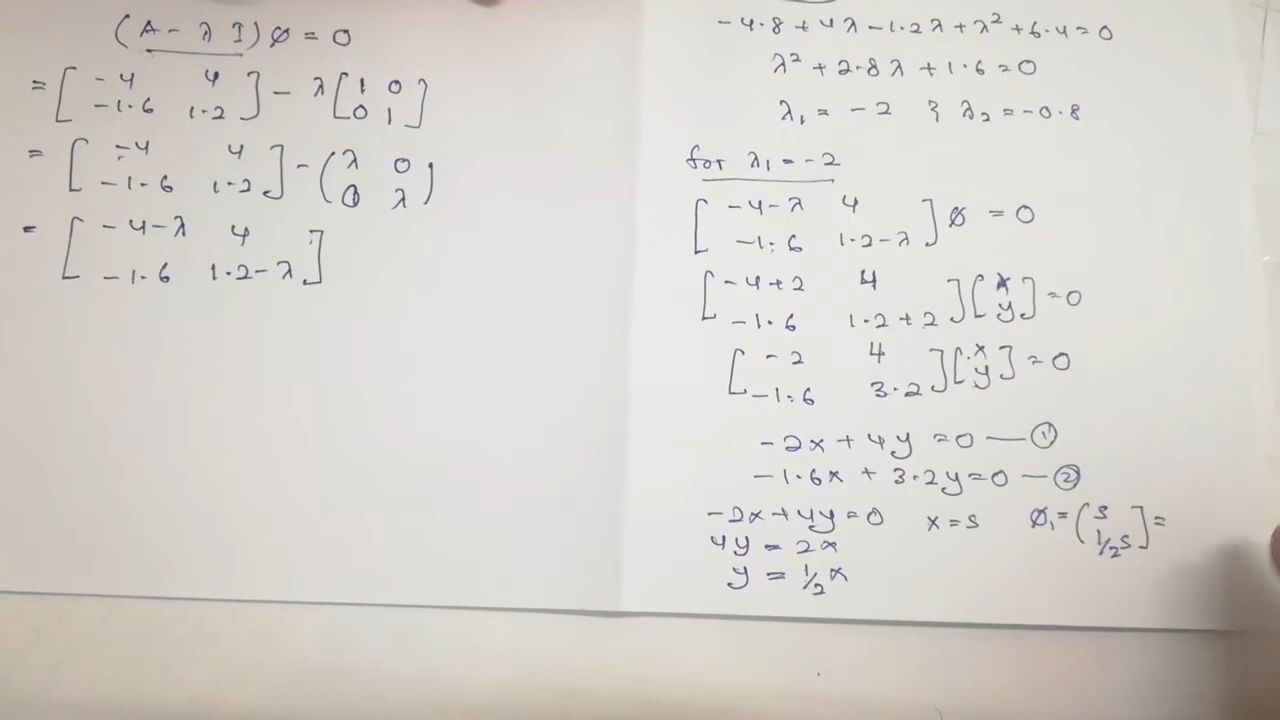 (A - λ I) ø = 0
= [ -4 4 ] - λ [ 1 0 ]
-1.6 1.2 0 1
= [ -4 4 ] - ( λ 0 )
-1.6 1.2 0 λ
= [ -4-λ 4 ]
-1.6 1.2-λ
-4.8 + 4λ - 1.2λ + λ² + 6.4 = 0
λ² + 2.8λ + 1.6 = 0
λ₁ = -2 ; λ₂ = -0.8
for λ₁ = -2
[ -4-λ 4 ] ø = 0
-1.6 1.2-λ
[ -4+2 4 ] [ x ] = 0
-1.6 1.2+2 y
[ -2 4 ] [ x ] = 0
-1.6 3.2 y
-2x + 4y = 0 — ①
-1.6x + 3.2y = 0 — ②
-2x + 4y = 0 x = s ø₁ = ( s ] =
4y = 2x 1/2s
y = 1/2 x